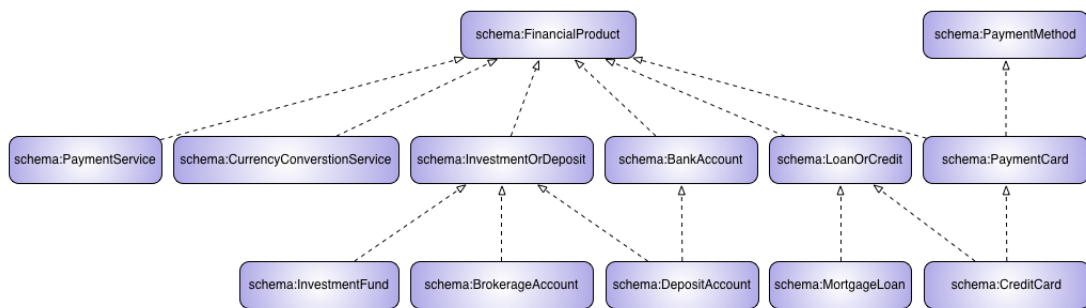 schema:FinancialProduct
schema:PaymentMethod
schema:PaymentService
schema:CurrencyConverstionService
schema:InvestmentOrDeposit
schema:BankAccount
schema:LoanOrCredit
schema:PaymentCard
schema:InvestmentFund
schema:BrokerageAccount
schema:DepositAccount
schema:MortgageLoan
schema:CreditCard